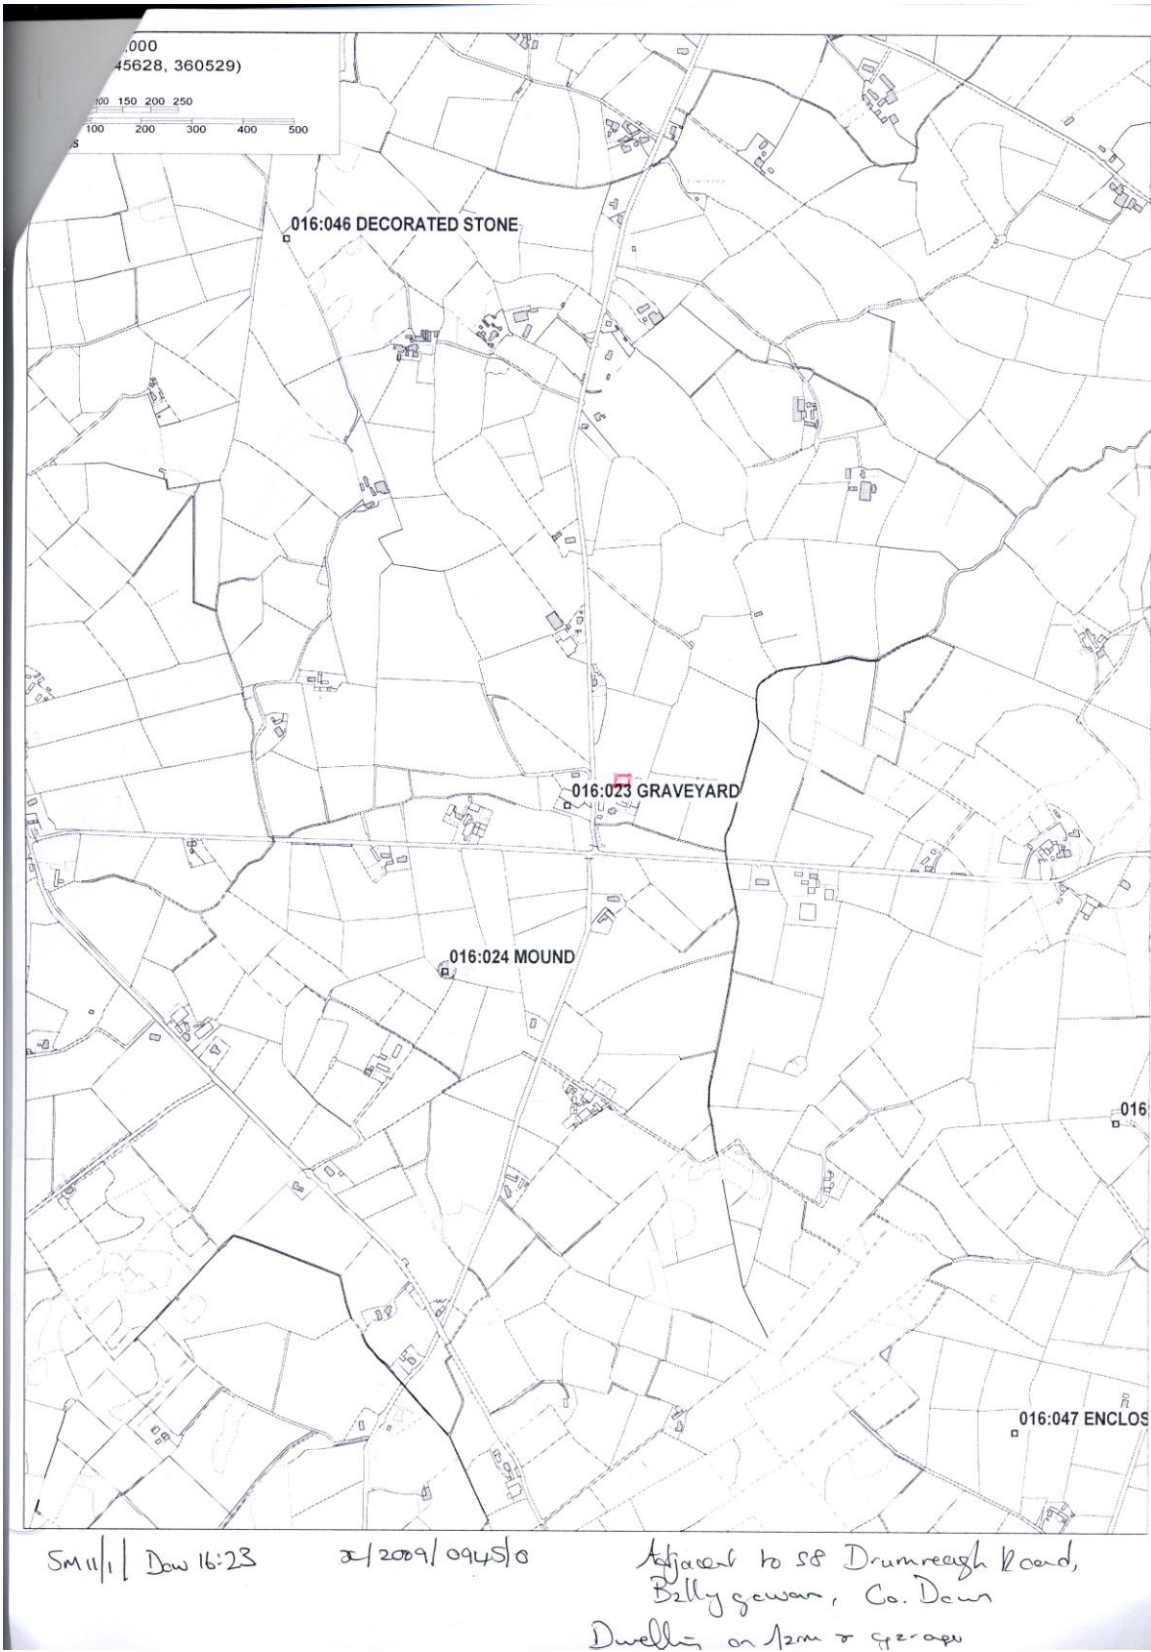 ,000
45628, 360529)
00 150 200 250
100 200 300 400 500
s
016:046 DECORATED STONE
016:023 GRAVEYARD
016:024 MOUND
016:
016:047 ENCLOS
SM11/1/ Dow 16:23
x/2009/0945/0
Adjacent to 58 Drumreagh Road,
Ballygowan, Co. Down
Dwelling on farm & garage